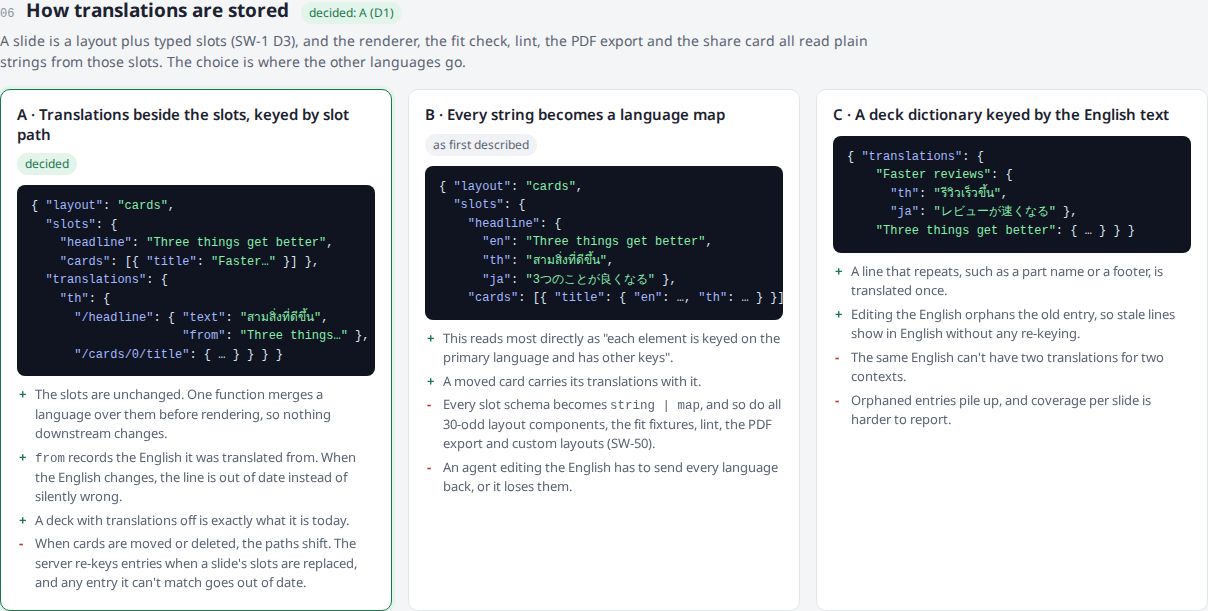 06 How translations are stored decided: A (D1)
A slide is a layout plus typed slots (SW-1 D3), and the renderer, the fit check, lint, the PDF export and the share card all read plain
strings from those slots. The choice is where the other languages go.
A · Translations beside the slots, keyed by slot
path
decided
{ "layout": "cards",
"slots": {
"headline": "Three things get better",
"cards": [{ "title": "Faster…" }] },
"translations": {
"th": {
"/headline": { "text": "สามสิ่งที่ดีขึ้น",
"from": "Three things…" },
"/cards/0/title": { … } } } }
+ The slots are unchanged. One function merges a
language over them before rendering, so nothing
downstream changes.
+ from records the English it was translated from. When
the English changes, the line is out of date instead of
silently wrong.
+ A deck with translations off is exactly what it is today.
- When cards are moved or deleted, the paths shift. The
server re-keys entries when a slide's slots are replaced,
and any entry it can't match goes out of date.
B · Every string becomes a language map
as first described
{ "layout": "cards",
"slots": {
"headline": {
"en": "Three things get better",
"th": "สามสิ่งที่ดีขึ้น",
"ja": "3つのことが良くなる" },
"cards": [{ "title": { "en": …, "th": … } }]
+ This reads most directly as "each element is keyed on the
primary language and has other keys".
+ A moved card carries its translations with it.
- Every slot schema becomes string | map, and so do all
30-odd layout components, the fit fixtures, lint, the PDF
export and custom layouts (SW-50).
- An agent editing the English has to send every language
back, or it loses them.
C · A deck dictionary keyed by the English text
{ "translations": {
"Faster reviews": {
"th": "รีวิวเร็วขึ้น",
"ja": "レビューが速くなる" },
"Three things get better": { … } } }
+ A line that repeats, such as a part name or a footer, is
translated once.
+ Editing the English orphans the old entry, so stale lines
show in English without any re-keying.
- The same English can't have two translations for two
contexts.
- Orphaned entries pile up, and coverage per slide is
harder to report.